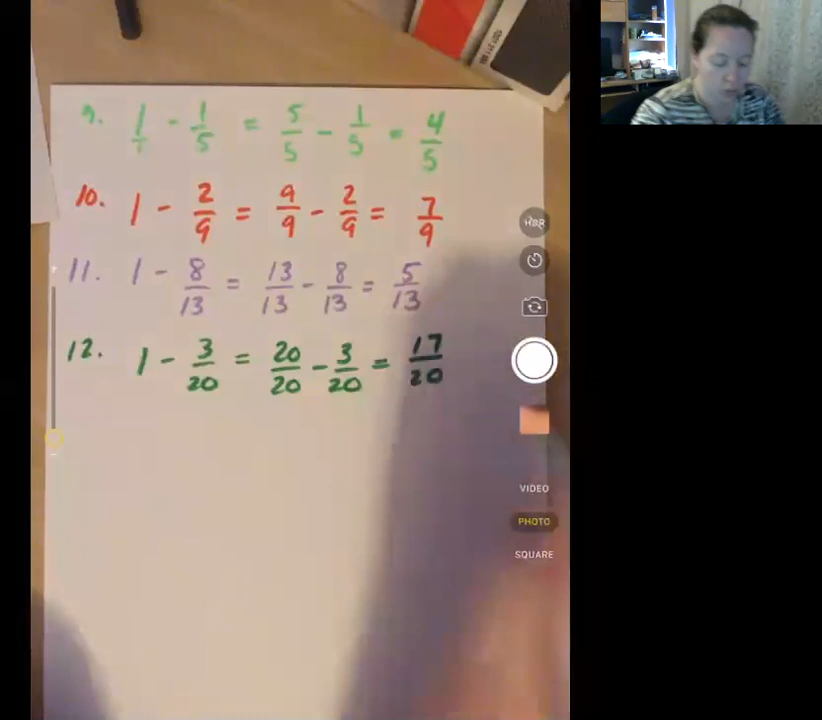 9. 1/1 - 1/5 = 5/5 - 1/5 = 4/5
10. 1 - 2/9 = 9/9 - 2/9 = 7/9
11. 1 - 8/13 = 13/13 - 8/13 = 5/13
12. 1 - 3/20 = 20/20 - 3/20 = 17/20
HDR
VIDEO
PHOTO
SQUARE